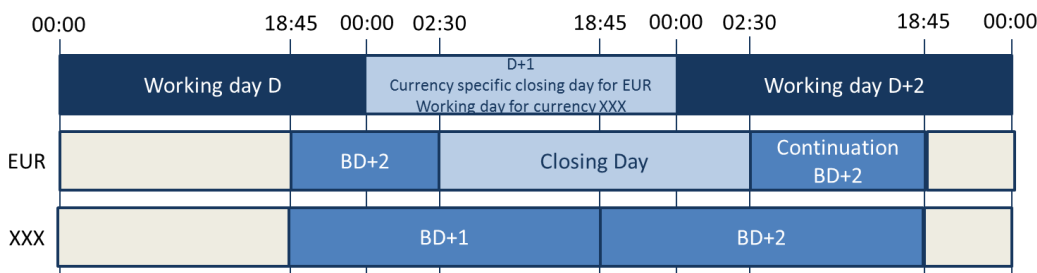 00:00 18:45 00:00 02:30 18:45 00:00 02:30 18:45 00:00
Working day D
D+1
Currency specific closing day for EUR
Working day for currency XXX
Working day D+2
EUR
BD+2
Closing Day
Continuation
BD+2
XXX
BD+1
BD+2